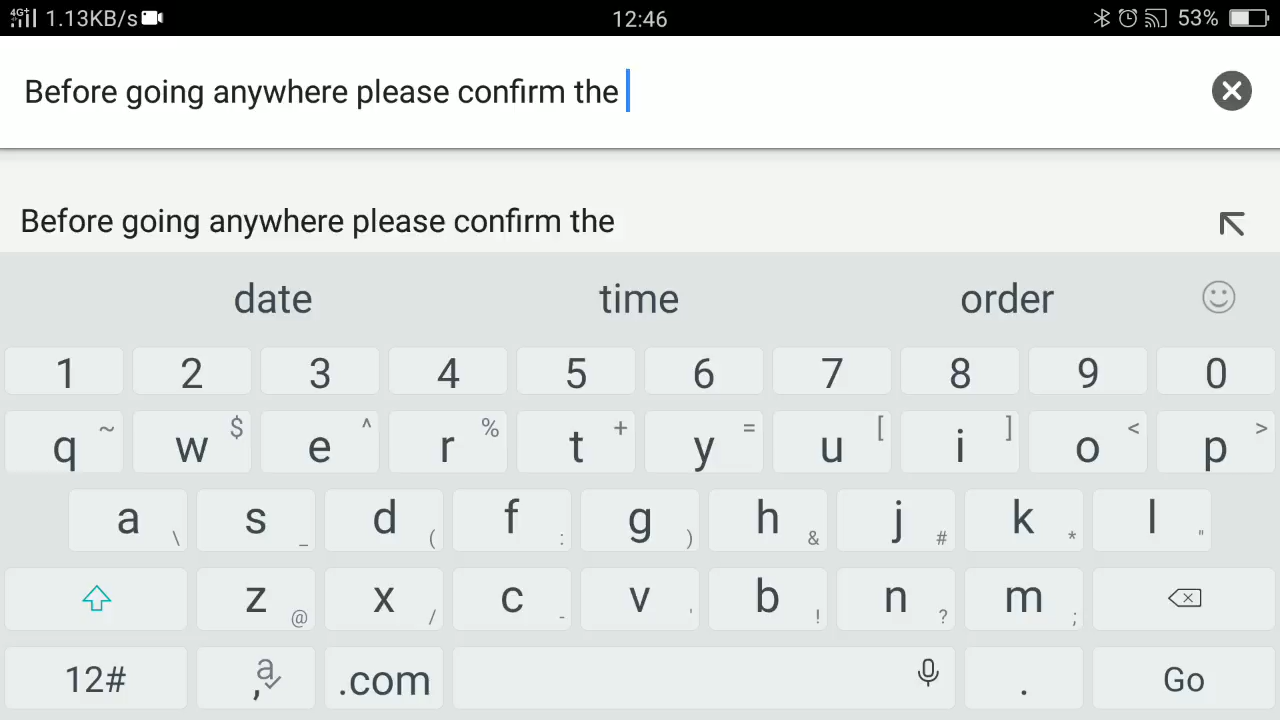 4G+ 1.13KB/s 12:46 53%
Before going anywhere please confirm the
Before going anywhere please confirm the
date time order
1 2 3 4 5 6 7 8 9 0
q ~ w $ e ^ r % t + y = u [ i ] o < p >
a \ s _ d ( f : g ) h & j # k * l "
z @ x / c - v ' b ! n ? m ;
12# a , .com . Go